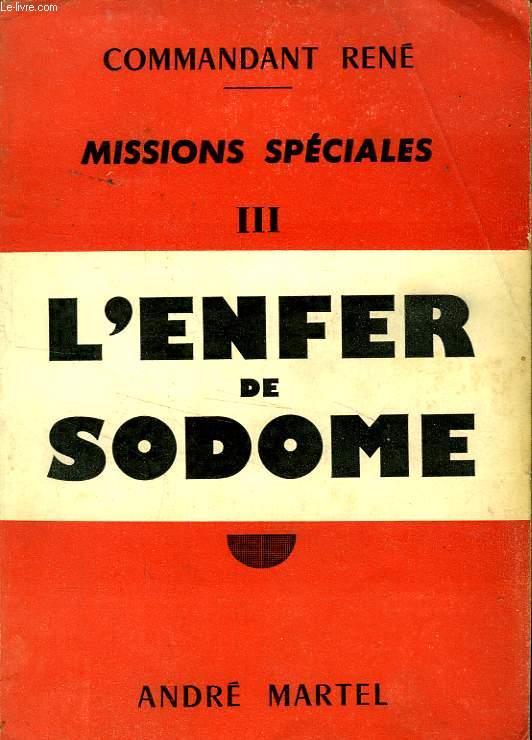 Le-livre.com
COMMANDANT RENÉ
MISSIONS SPÉCIALES
III
L'ENFER
DE
SODOME
ANDRÉ MARTEL